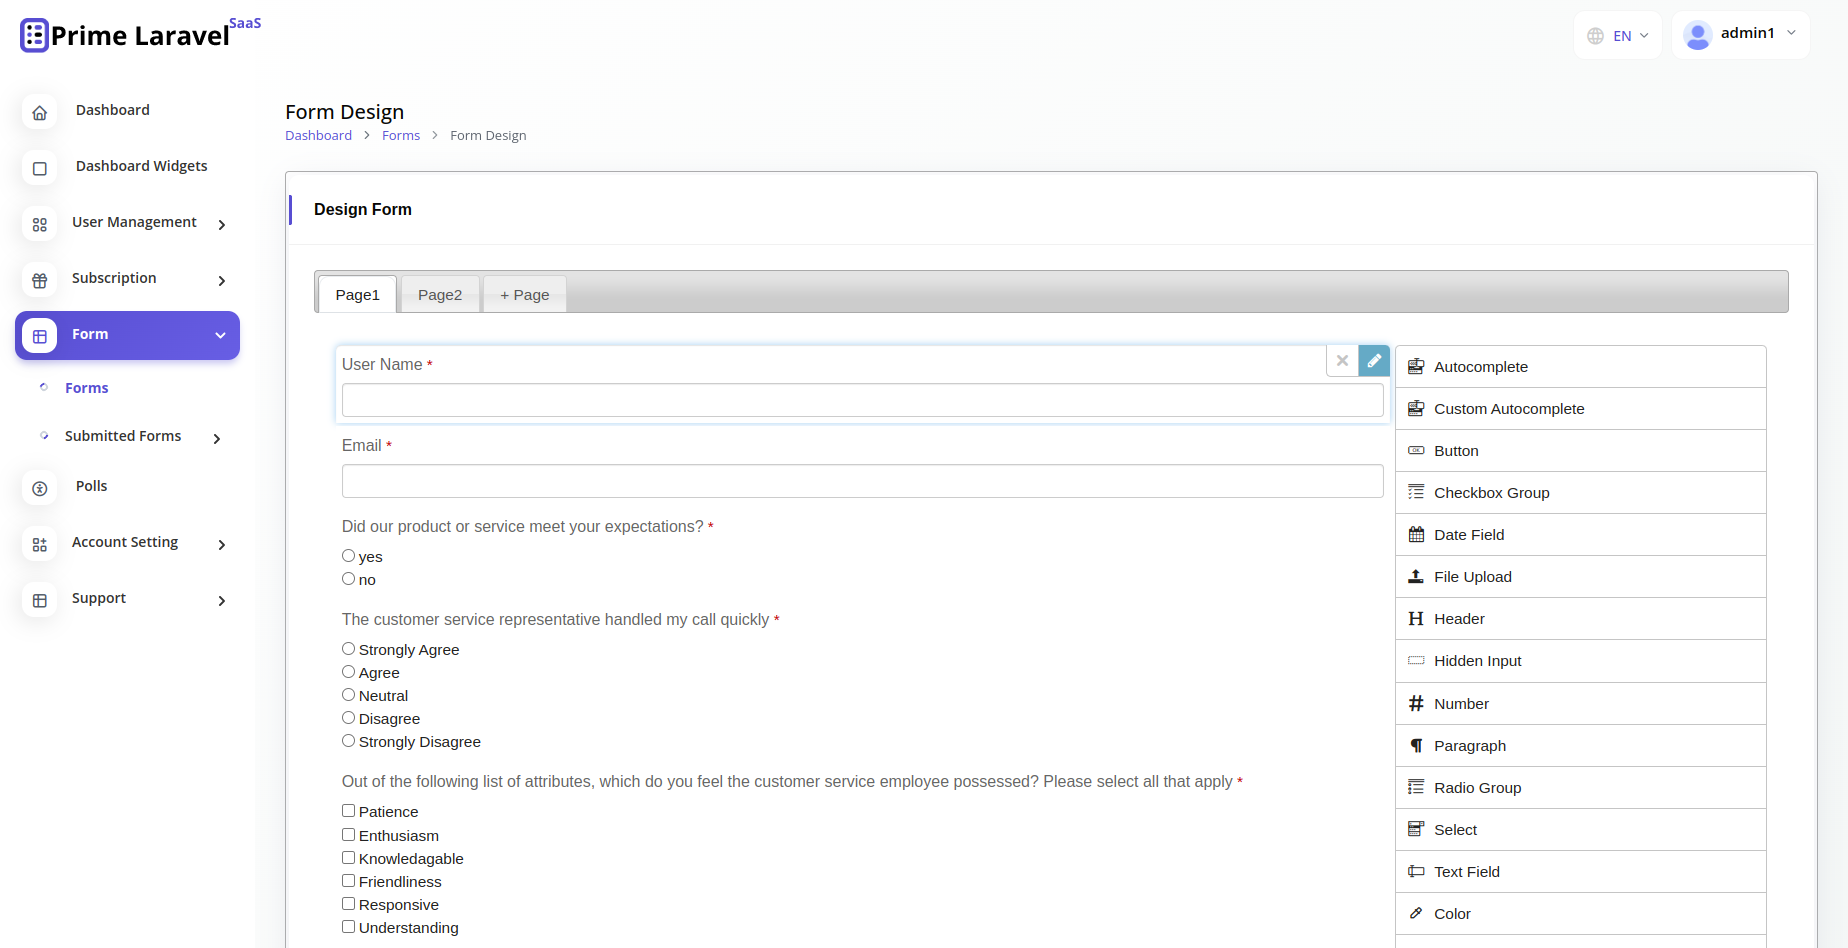 Prime Laravel SaaS
EN
admin1
Dashboard
Dashboard Widgets
User Management
Subscription
Form
Forms
Submitted Forms
Polls
Account Setting
Support
Form Design
Dashboard > Forms > Form Design
Design Form
Page1 Page2 + Page
User Name *
Email *
Did our product or service meet your expectations? *
yes
no
The customer service representative handled my call quickly *
Strongly Agree
Agree
Neutral
Disagree
Strongly Disagree
Out of the following list of attributes, which do you feel the customer service employee possessed? Please select all that apply *
Patience
Enthusiasm
Knowledagable
Friendliness
Responsive
Understanding
Autocomplete
Custom Autocomplete
Button
Checkbox Group
Date Field
File Upload
Header
Hidden Input
Number
Paragraph
Radio Group
Select
Text Field
Color